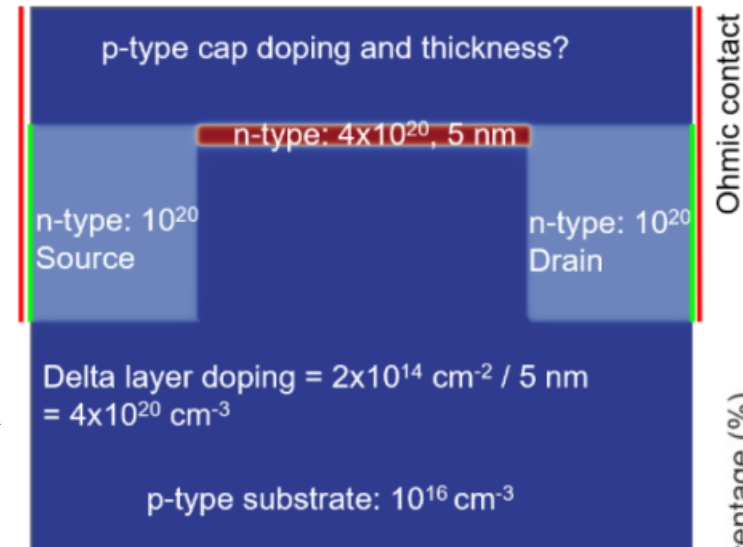 p-type cap doping and thickness?
n-type: 4x10²⁰, 5 nm
n-type: 10²⁰
Source
n-type: 10²⁰
Drain
Delta layer doping = 2x10¹⁴ cm⁻² / 5 nm
= 4x10²⁰ cm⁻³
p-type substrate: 10¹⁶ cm⁻³
Ohmic contact
(%)